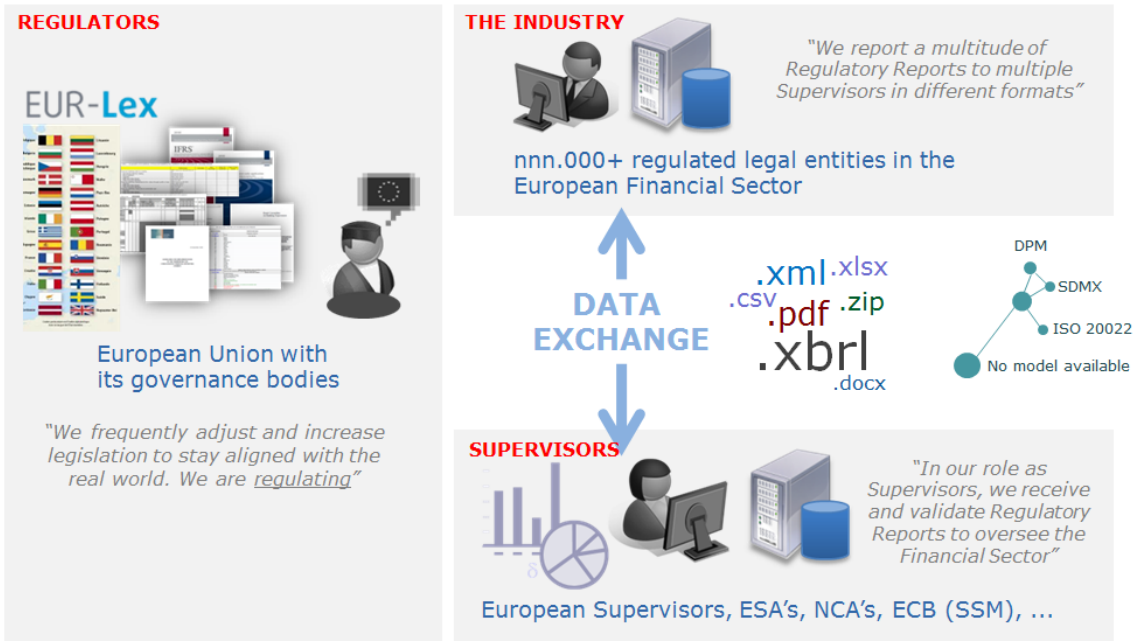 REGULATORS
EUR-Lex
IFRS
European Union with
its governance bodies
“We frequently adjust and increase
legislation to stay aligned with the
real world. We are regulating”
THE INDUSTRY
“We report a multitude of
Regulatory Reports to multiple
Supervisors in different formats”
nnn.000+ regulated legal entities in the
European Financial Sector
DATA
EXCHANGE
.xml
.xlsx
.csv
.pdf
.zip
.xbrl
.docx
DPM
SDMX
ISO 20022
No model available
SUPERVISORS
δ
“In our role as
Supervisors, we receive
and validate Regulatory
Reports to oversee the
Financial Sector”
European Supervisors, ESA’s, NCA’s, ECB (SSM), ...